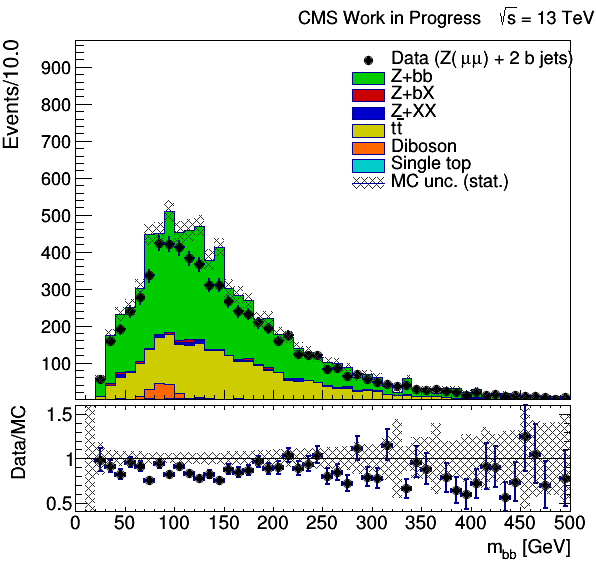 CMS Work in Progress √s = 13 TeV
Events/10.0
900
800
700
600
500
400
300
200
100
Data (Z(μμ) + 2 b jets)
Z+bb
Z+bX
Z+XX
tt̄
Diboson
Single top
MC unc. (stat.)
Data/MC
1.5
1
0.5
0 50 100 150 200 250 300 350 400 450 500
m_bb [GeV]